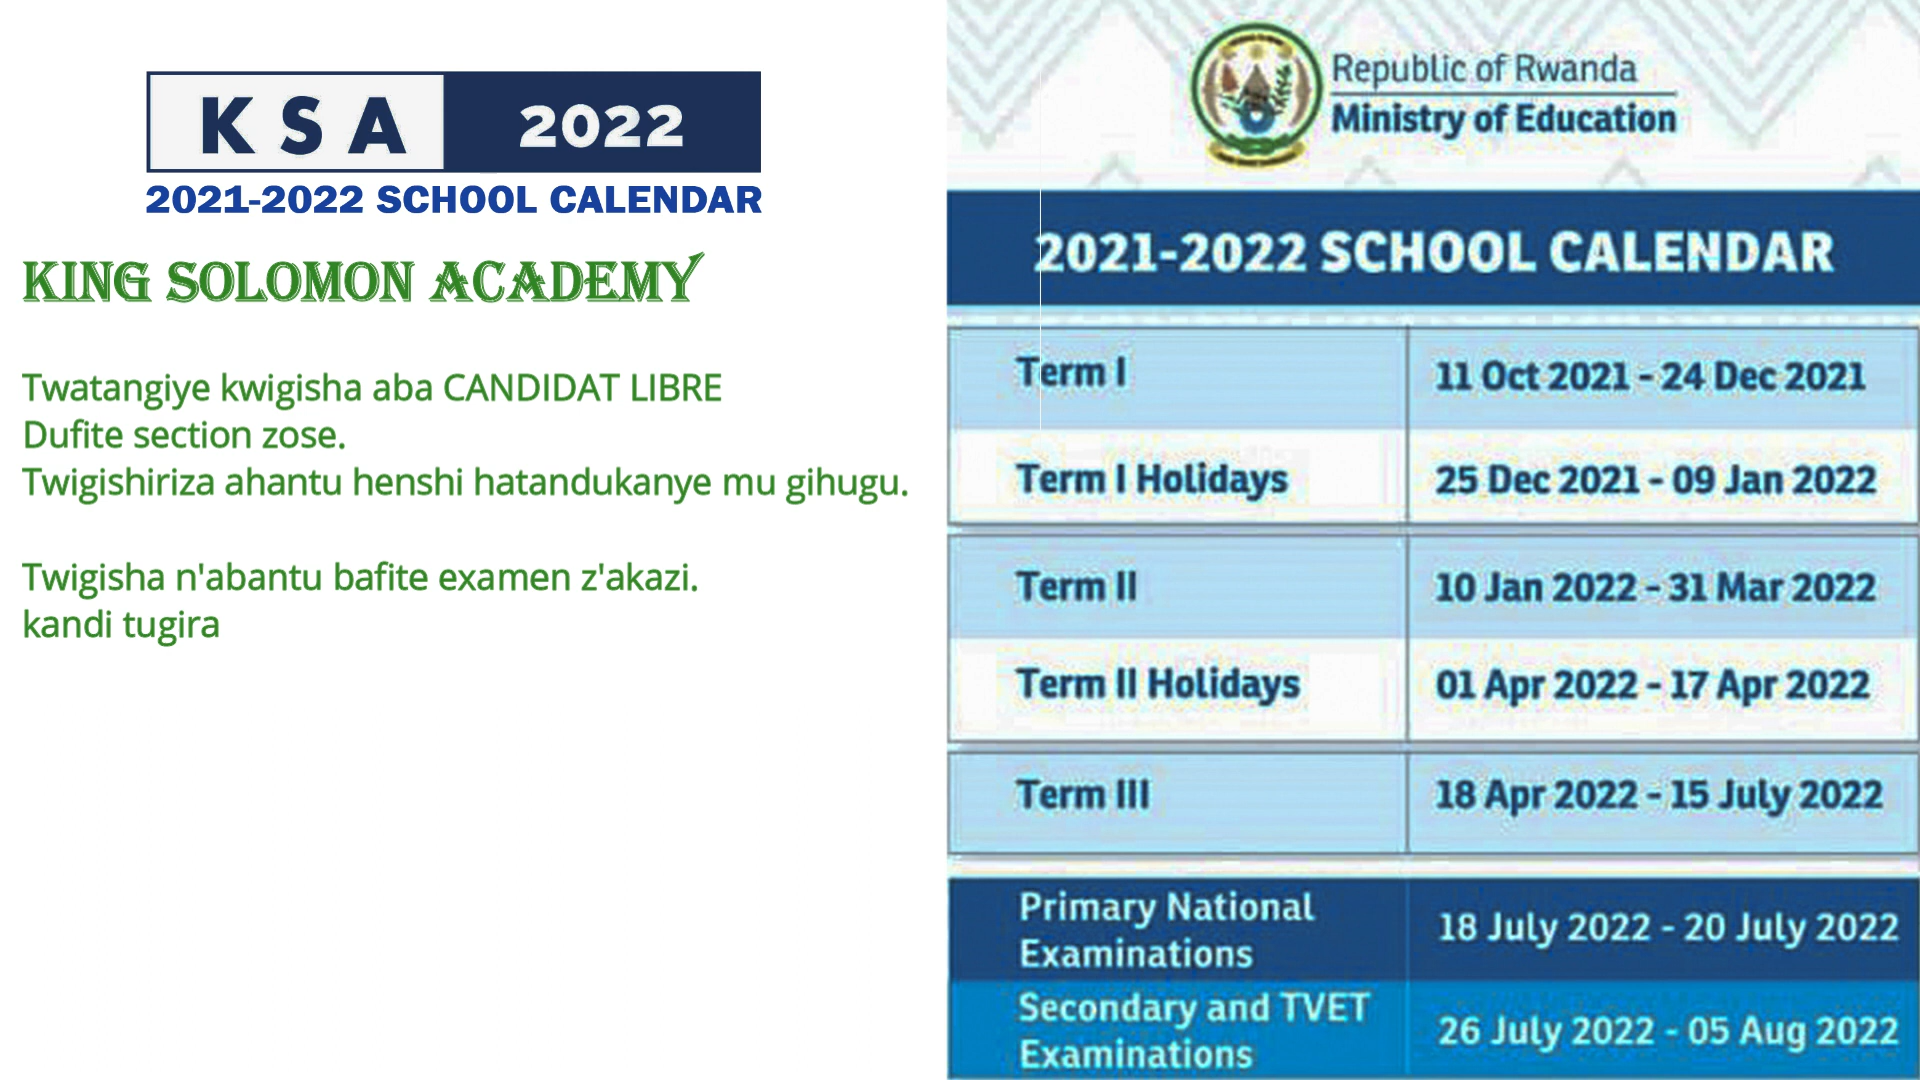 K S A 2022
2021-2022 SCHOOL CALENDAR
KING SOLOMON ACADEMY
Twatangiye kwigisha aba CANDIDAT LIBRE
Dufite section zose.
Twigishiriza ahantu henshi hatandukanye mu gihugu.
Twigisha n'abantu bafite examen z'akazi.
kandi tugira
Republic of Rwanda
Ministry of Education
2021-2022 SCHOOL CALENDAR
Term I 11 Oct 2021 - 24 Dec 2021
Term I Holidays 25 Dec 2021 - 09 Jan 2022
Term II 10 Jan 2022 - 31 Mar 2022
Term II Holidays 01 Apr 2022 - 17 Apr 2022
Term III 18 Apr 2022 - 15 July 2022
Primary National
Examinations
18 July 2022 - 20 July 2022
Secondary and TVET
Examinations
26 July 2022 - 05 Aug 2022